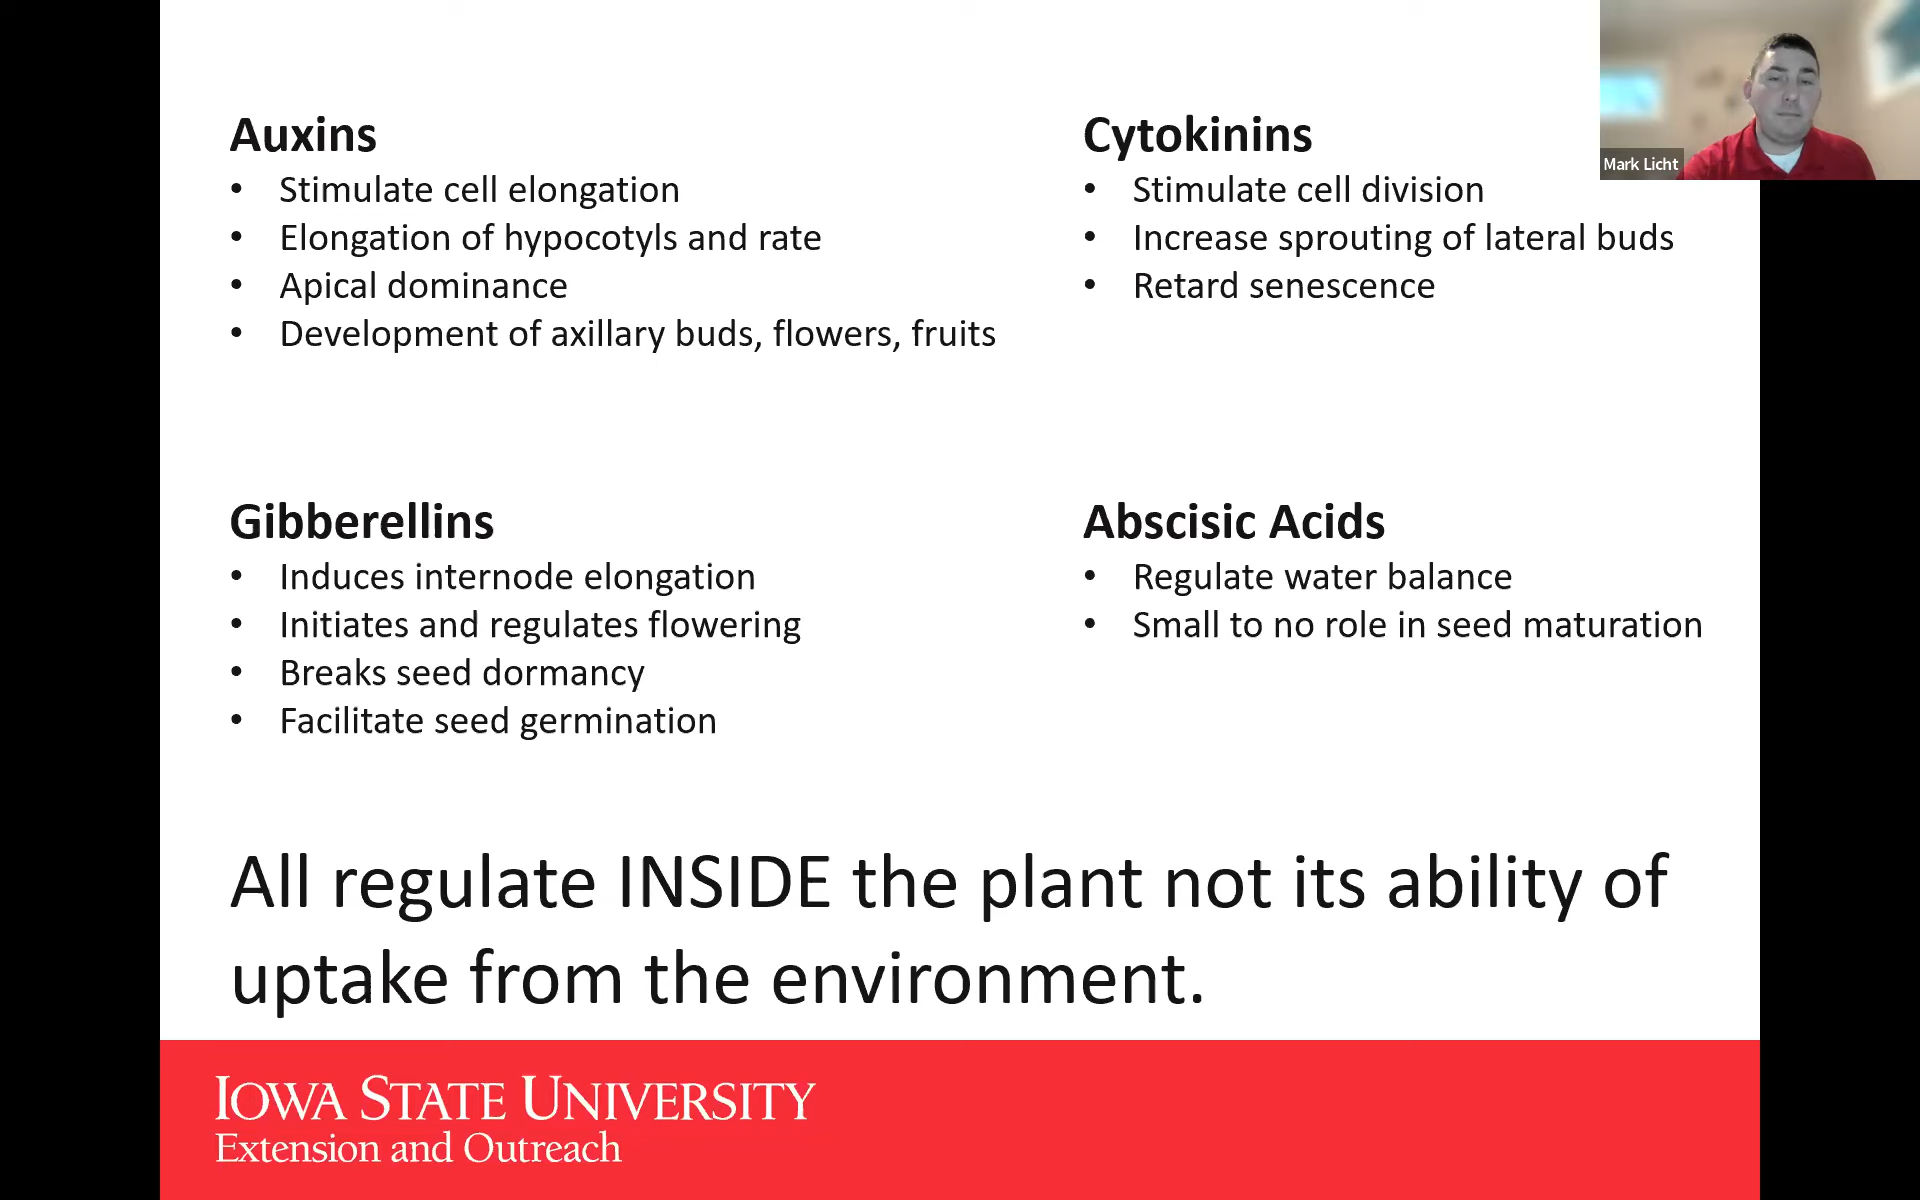 Auxins
• Stimulate cell elongation
• Elongation of hypocotyls and rate
• Apical dominance
• Development of axillary buds, flowers, fruits
Cytokinins
• Stimulate cell division
• Increase sprouting of lateral buds
• Retard senescence
Mark Licht
Gibberellins
• Induces internode elongation
• Initiates and regulates flowering
• Breaks seed dormancy
• Facilitate seed germination
Abscisic Acids
• Regulate water balance
• Small to no role in seed maturation
All regulate INSIDE the plant not its ability of
uptake from the environment.
IOWA STATE UNIVERSITY
Extension and Outreach